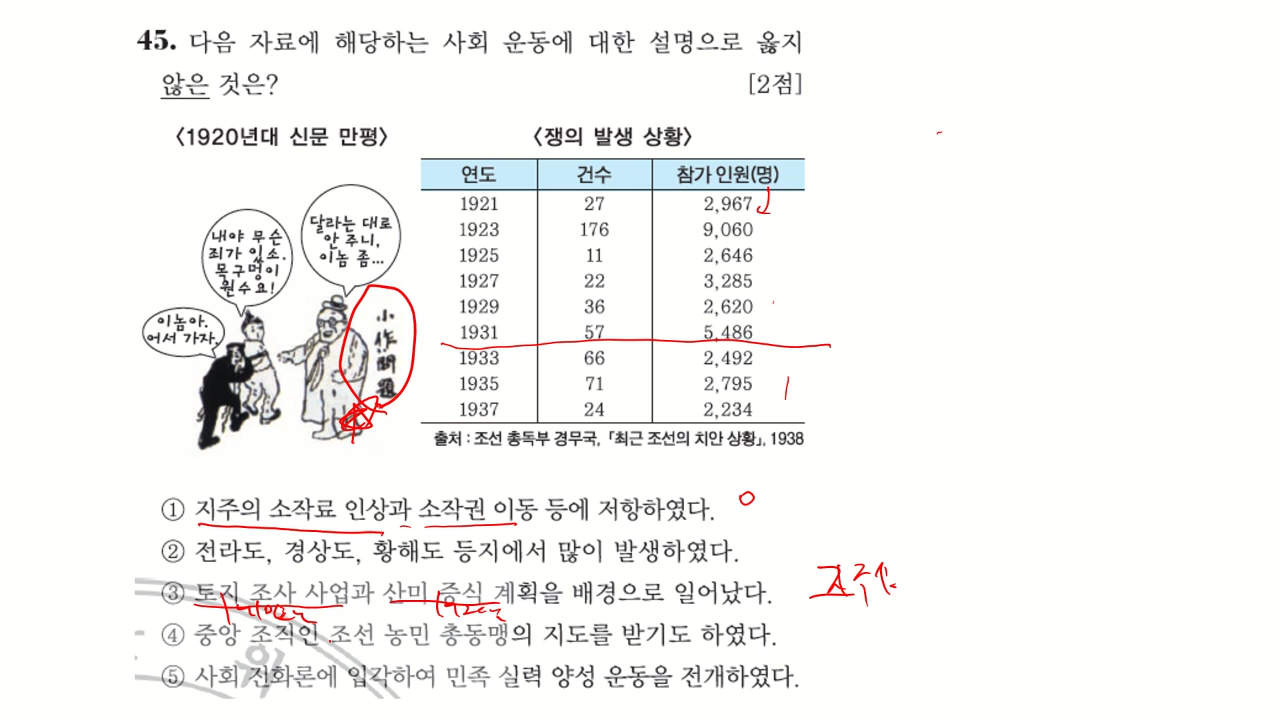 45. 다음 자료에 해당하는 사회 운동에 대한 설명으로 옳지
않은 것은? [2점]
<1920년대 신문 만평>
내야 무슨
죄가 있소.
목구멍이
원수요!
달라는 대로
안 주니,
이놈 좀...
이놈아.
어서 가자.
小作問題
<쟁의 발생 상황>
연도 건수 참가 인원(명)
1921 27 2,967
1923 176 9,060
1925 11 2,646
1927 22 3,285
1929 36 2,620
1931 57 5,486
1933 66 2,492
1935 71 2,795
1937 24 2,234
출처 : 조선 총독부 경무국, 「최근 조선의 치안 상황」, 1938
① 지주의 소작료 인상과 소작권 이동 등에 저항하였다.
② 전라도, 경상도, 황해도 등지에서 많이 발생하였다.
③ 토지 조사 사업과 산미 증식 계획을 배경으로 일어났다.
1910년 1920년
④ 중앙 조직인 조선 농민 총동맹의 지도를 받기도 하였다.
⑤ 사회 진화론에 입각하여 민족 실력 양성 운동을 전개하였다.
위